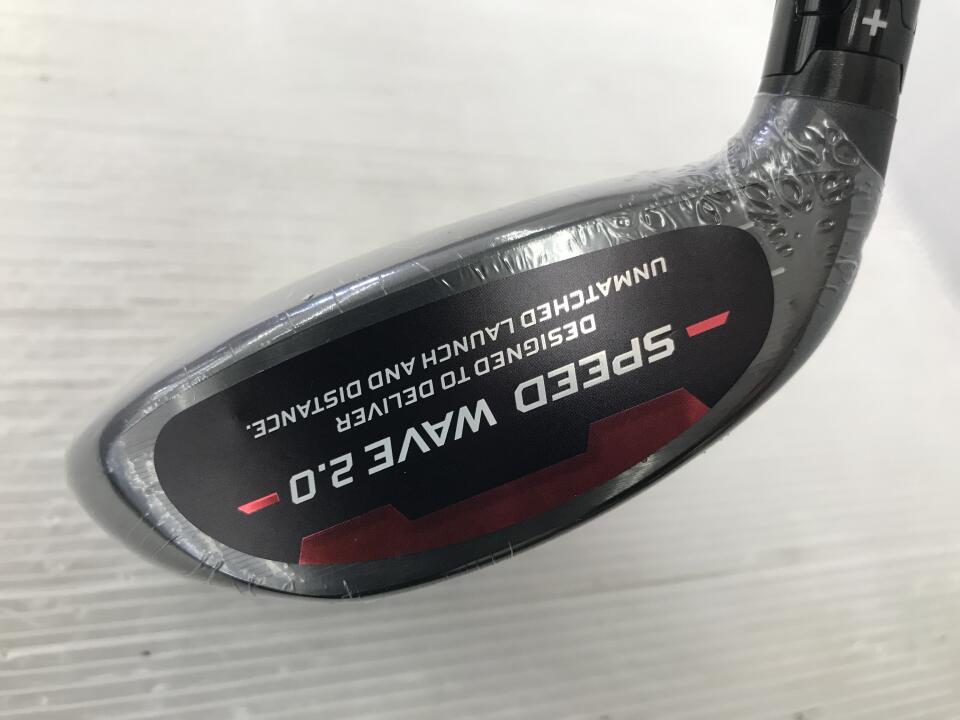 SPEED WAVE 2.0
DESIGNED TO DELIVER
UNMATCHED LAUNCH AND DISTANCE.
+